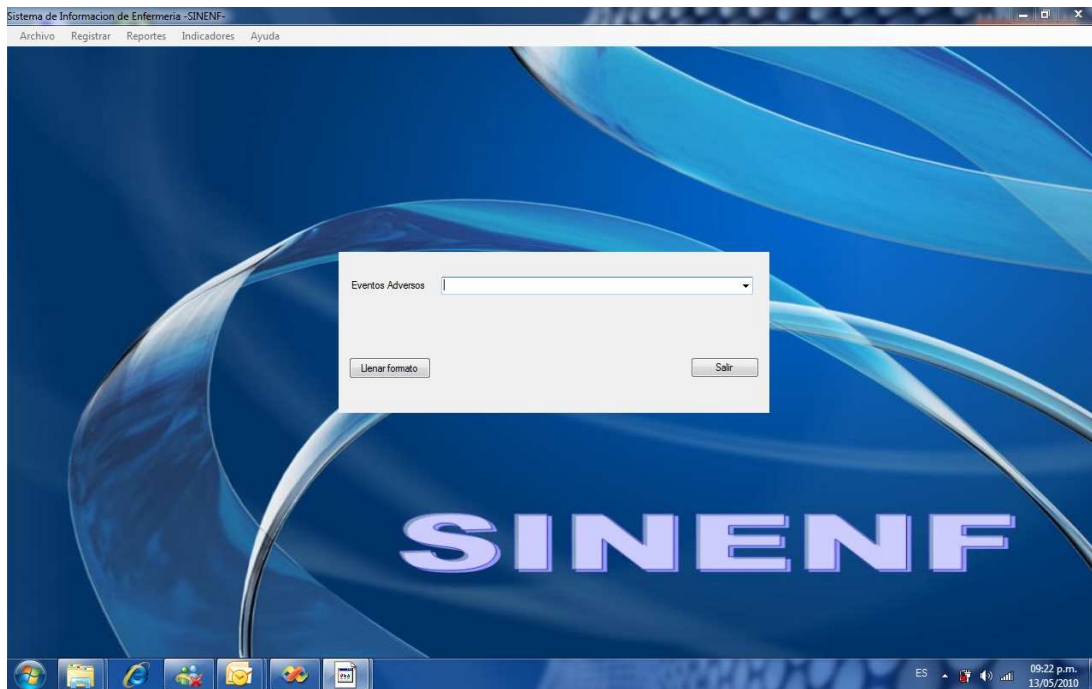 Sistema de Informacion de Enfermeria -SINENF-
Archivo Registrar Reportes Indicadores Ayuda
Eventos Adversos
Llenar formato Salir
SINENF
ES 09:22 p.m.
13/05/2010